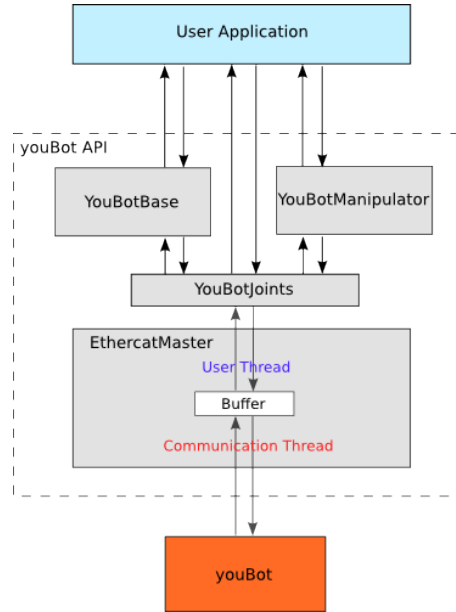 User Application
youBot API
YouBotBase
YouBotManipulator
YouBotJoints
EthercatMaster
User Thread
Buffer
Communication Thread
youBot